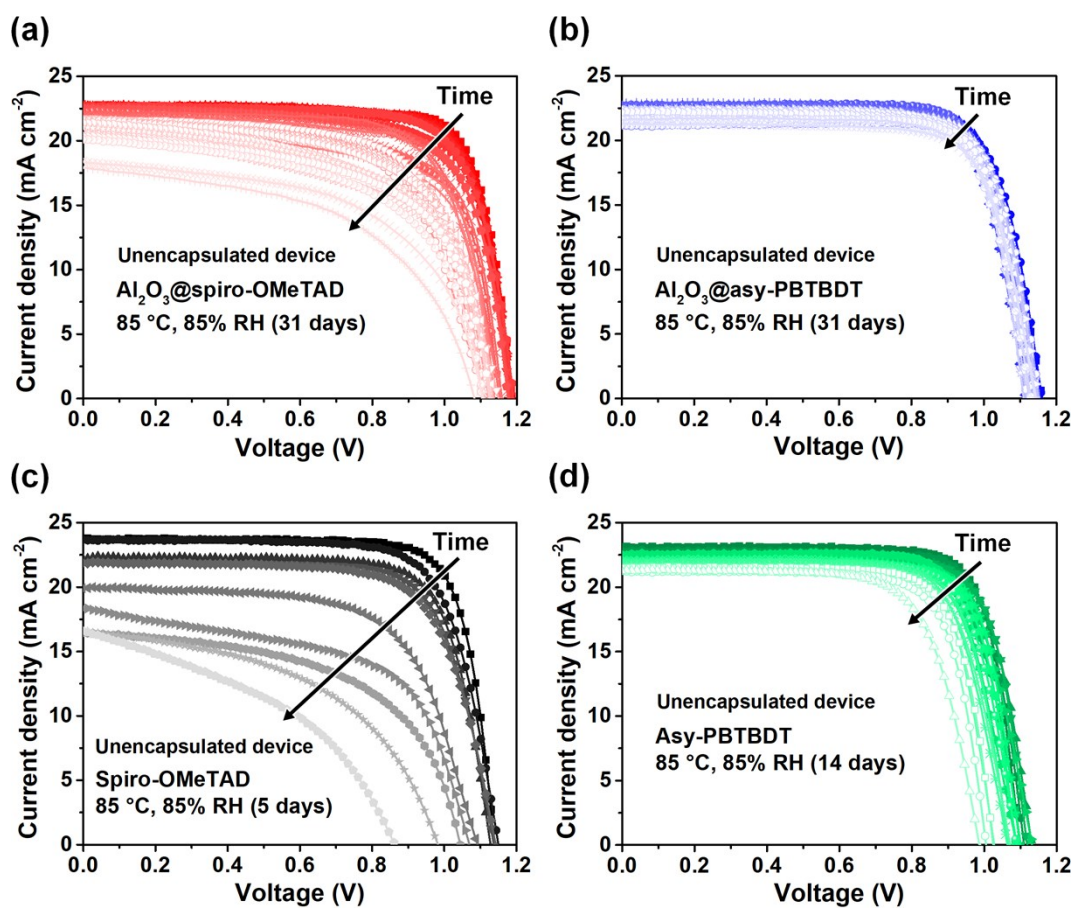 (a)
(b)
25
20
15
10
5
0
Current density (mA cm⁻²)
Time
Unencapsulated device
Al₂O₃@spiro-OMeTAD
85 °C, 85% RH (31 days)
0.0 0.2 0.4 0.6 0.8 1.0 1.2
Voltage (V)
25
20
15
10
5
0
Current density (mA cm⁻²)
Time
Unencapsulated device
Al₂O₃@asy-PBTBDT
85 °C, 85% RH (31 days)
0.0 0.2 0.4 0.6 0.8 1.0 1.2
Voltage (V)
(c)
(d)
25
20
15
10
5
0
Current density (mA cm⁻²)
Time
Unencapsulated device
Spiro-OMeTAD
85 °C, 85% RH (5 days)
0.0 0.2 0.4 0.6 0.8 1.0 1.2
Voltage (V)
25
20
15
10
5
0
Current density (mA cm⁻²)
Time
Unencapsulated device
Asy-PBTBDT
85 °C, 85% RH (14 days)
0.0 0.2 0.4 0.6 0.8 1.0 1.2
Voltage (V)